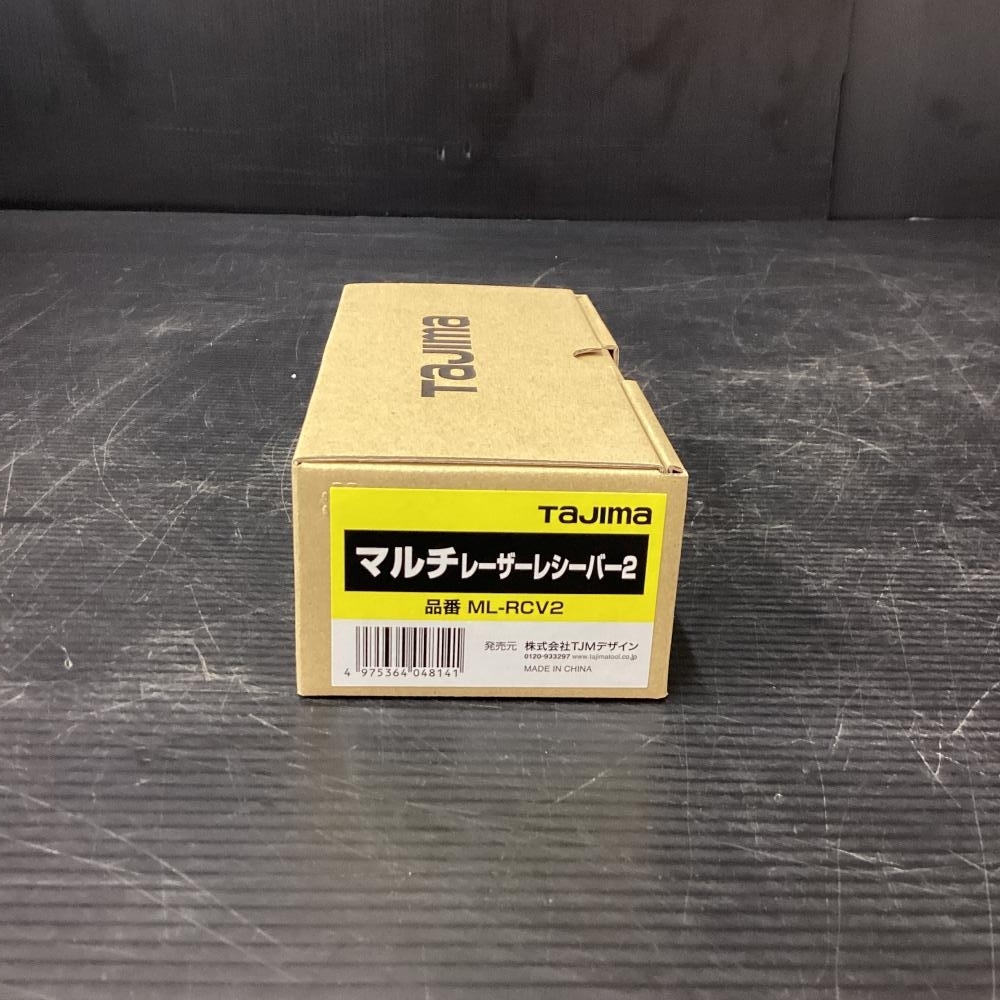 TaJIma
TaJIma
マルチレーザーレシーバー2
品番 ML-RCV2
発売元 株式会社TJMデザイン
0120-933297 www.tajimatool.co.jp
MADE IN CHINA
4 975364 048141